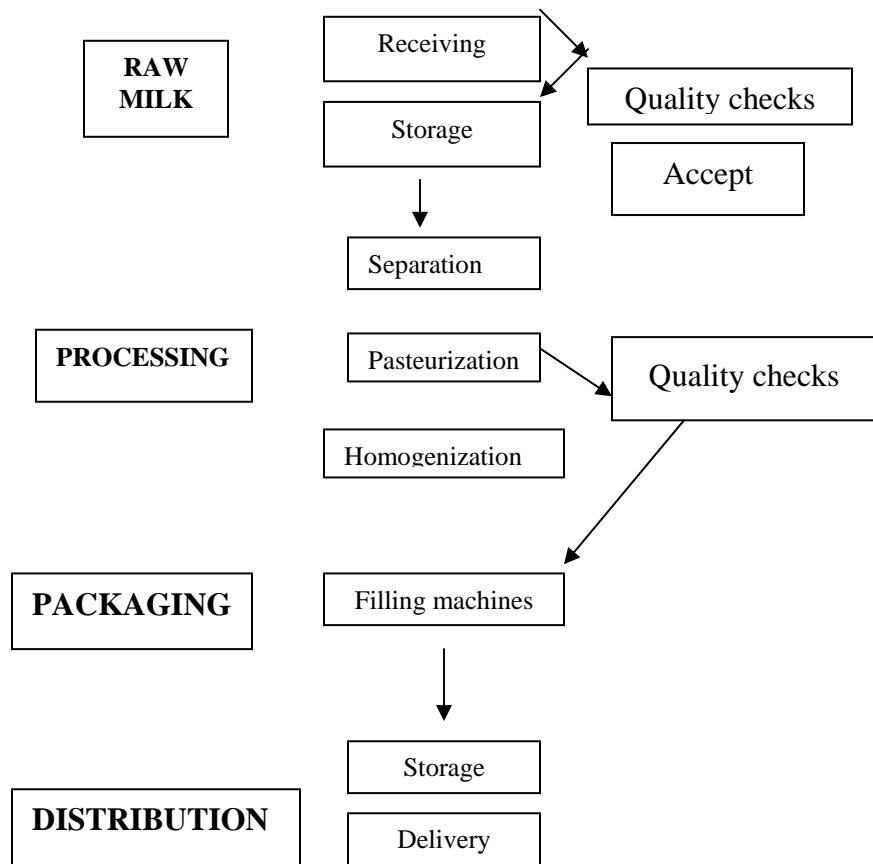 RAW
MILK
Receiving
Quality checks
Storage
Accept
Separation
PROCESSING
Pasteurization
Quality checks
Homogenization
PACKAGING
Filling machines
Storage
DISTRIBUTION
Delivery